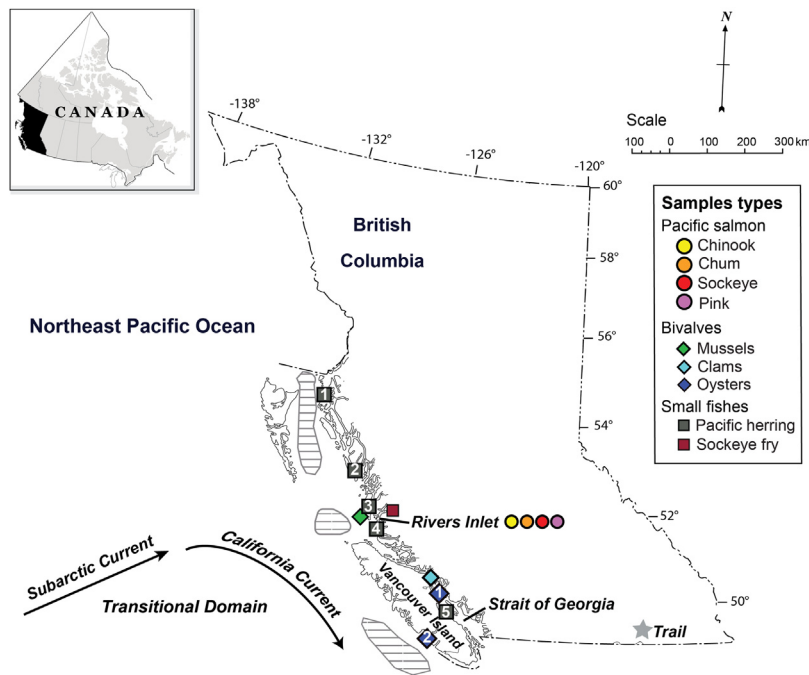 CANADA
N
Scale
100 0 100 200 300 km
-138°
-132°
-126°
-120°
60°
58°
56°
54°
52°
50°
British
Columbia
Northeast Pacific Ocean
Samples types
Pacific salmon
Chinook
Chum
Sockeye
Pink
Bivalves
Mussels
Clams
Oysters
Small fishes
Pacific herring
Sockeye fry
1
2
3
4
Rivers Inlet
Subarctic Current
California Current
Transitional Domain
Vancouver Island
1
5
2
Strait of Georgia
Trail